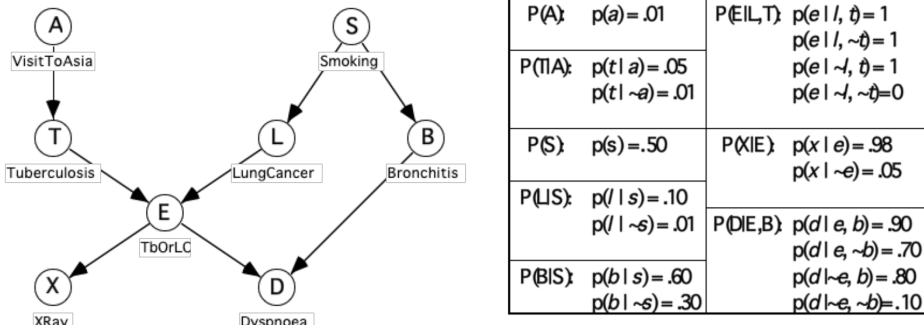 A
S
VisitToAsia
Smoking
T
L
B
Tuberculosis
LungCancer
Bronchitis
E
TbOrLC
X
D
XRay
Dyspnoea
P(A): p(a)=.01
P(T|A): p(t | a)=.05
p(t | ~a)=.01
P(S): p(s)=.50
P(L|S): p(l | s)=.10
p(l | ~s)=.01
P(B|S): p(b | s)=.60
p(b | ~s)=.30
P(E|L,T): p(e | l, t)=1
p(e | l, ~t)=1
p(e | ~l, t)=1
p(e | ~l, ~t)=0
P(X|E): p(x | e)=.98
p(x | ~e)=.05
P(D|E,B): p(d | e, b)=.90
p(d | e, ~b)=.70
p(d|~e, b)=.80
p(d|~e, ~b)=.10